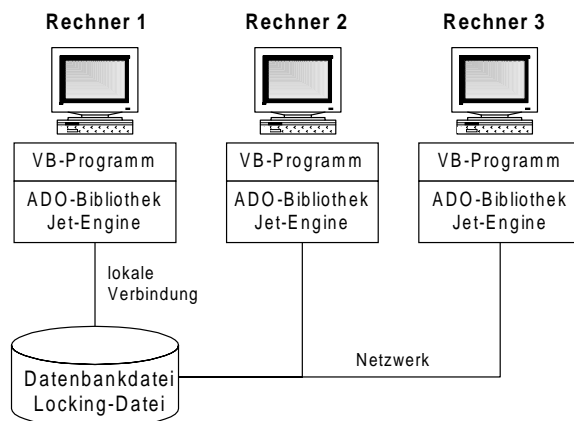 Rechner 1
Rechner 2
Rechner 3
VB-Programm
VB-Programm
VB-Programm
ADO-Bibliothek
Jet-Engine
ADO-Bibliothek
Jet-Engine
ADO-Bibliothek
Jet-Engine
lokale
Verbindung
Netzwerk
Datenbankdatei
Locking-Datei